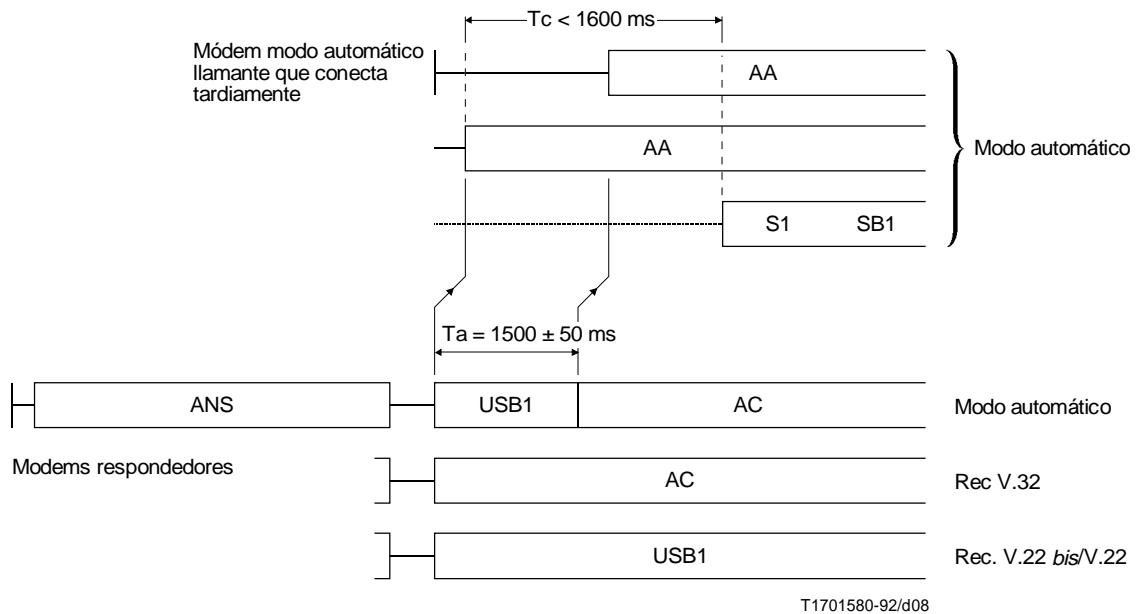 Tc < 1600 ms
Módem modo automático
llamante que conecta
tardiamente
AA
AA
Modo automático
S1 SB1
Ta = 1500 ± 50 ms
ANS USB1 AC Modo automático
Modems respondedores
AC Rec V.32
USB1 Rec. V.22 bis/V.22
T1701580-92/d08